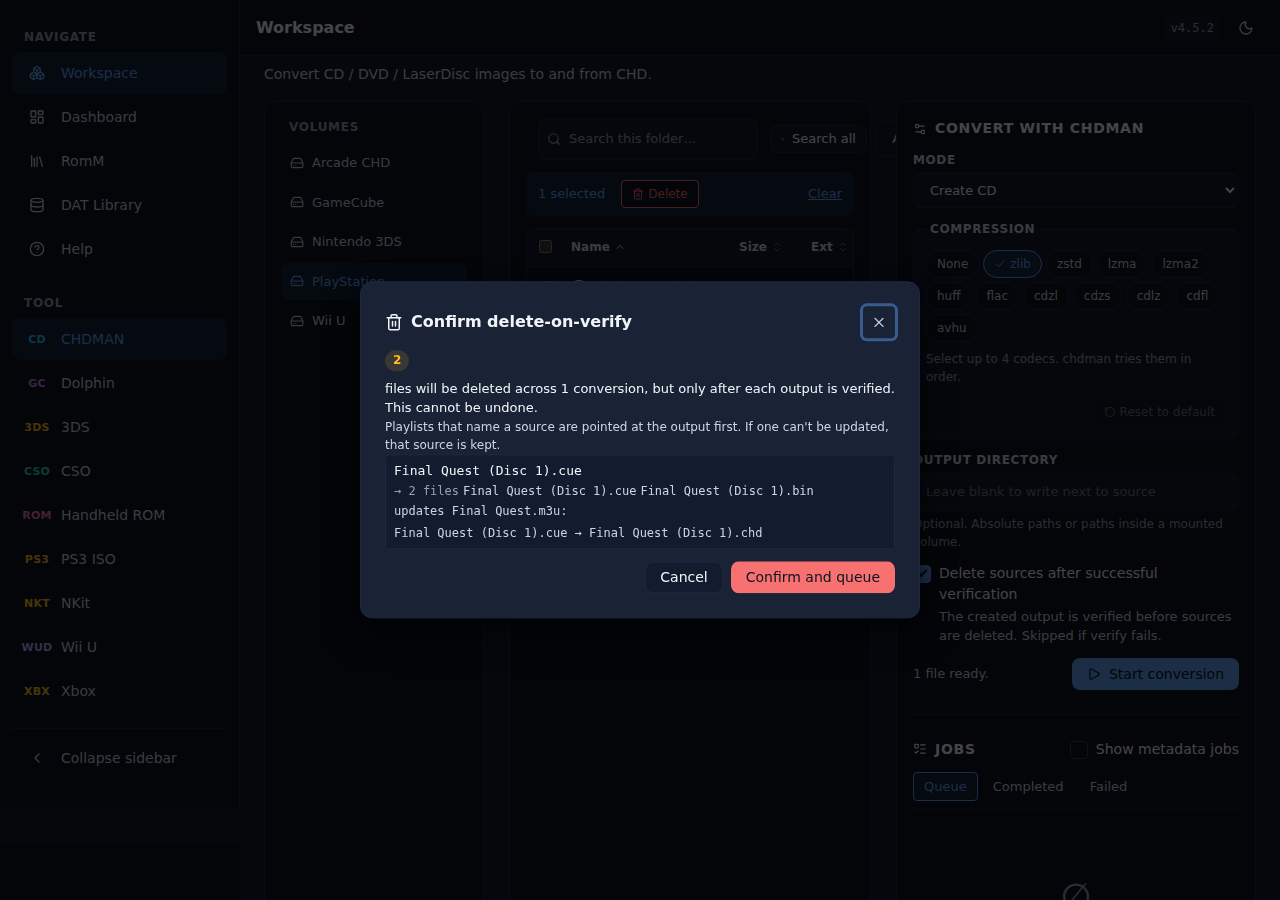 NAVIGATE
Workspace
Dashboard
RomM
DAT Library
Help
TOOL
CD CHDMAN
GC Dolphin
3DS 3DS
CSO CSO
ROM Handheld ROM
PS3 PS3 ISO
NKT NKit
WUD Wii U
XBX Xbox
Collapse sidebar
Workspace
v4.5.2
Convert CD / DVD / LaserDisc images to and from CHD.
VOLUMES
Arcade CHD
GameCube
Nintendo 3DS
PlayStation
Wii U
Search this folder…
Search all
1 selected
Delete
Clear
Name
Size
Ext
Confirm delete-on-verify
2
files will be deleted across 1 conversion, but only after each output is verified.
This cannot be undone.
Playlists that name a source are pointed at the output first. If one can't be updated,
that source is kept.
Final Quest (Disc 1).cue
→ 2 files Final Quest (Disc 1).cue Final Quest (Disc 1).bin
updates Final Quest.m3u:
Final Quest (Disc 1).cue → Final Quest (Disc 1).chd
Cancel
Confirm and queue
CONVERT WITH CHDMAN
MODE
Create CD
COMPRESSION
None zlib zstd lzma lzma2
huff flac cdzl cdzs cdlz cdfl
avhu
Select up to 4 codecs. chdman tries them in
order.
Reset to default
OUTPUT DIRECTORY
Leave blank to write next to source
Optional. Absolute paths or paths inside a mounted
volume.
Delete sources after successful
verification
The created output is verified before sources
are deleted. Skipped if verify fails.
1 file ready.
Start conversion
JOBS
Show metadata jobs
Queue
Completed
Failed